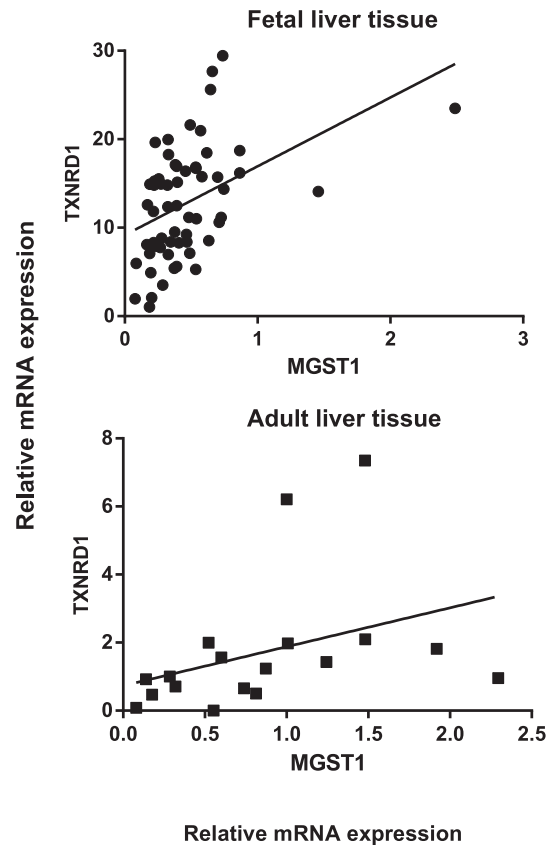 Fetal liver tissue
30
20
10
0
TXNRD1
0 1 2 3
MGST1
Relative mRNA expression
Adult liver tissue
8
6
4
2
0
TXNRD1
0.0 0.5 1.0 1.5 2.0 2.5
MGST1
Relative mRNA expression